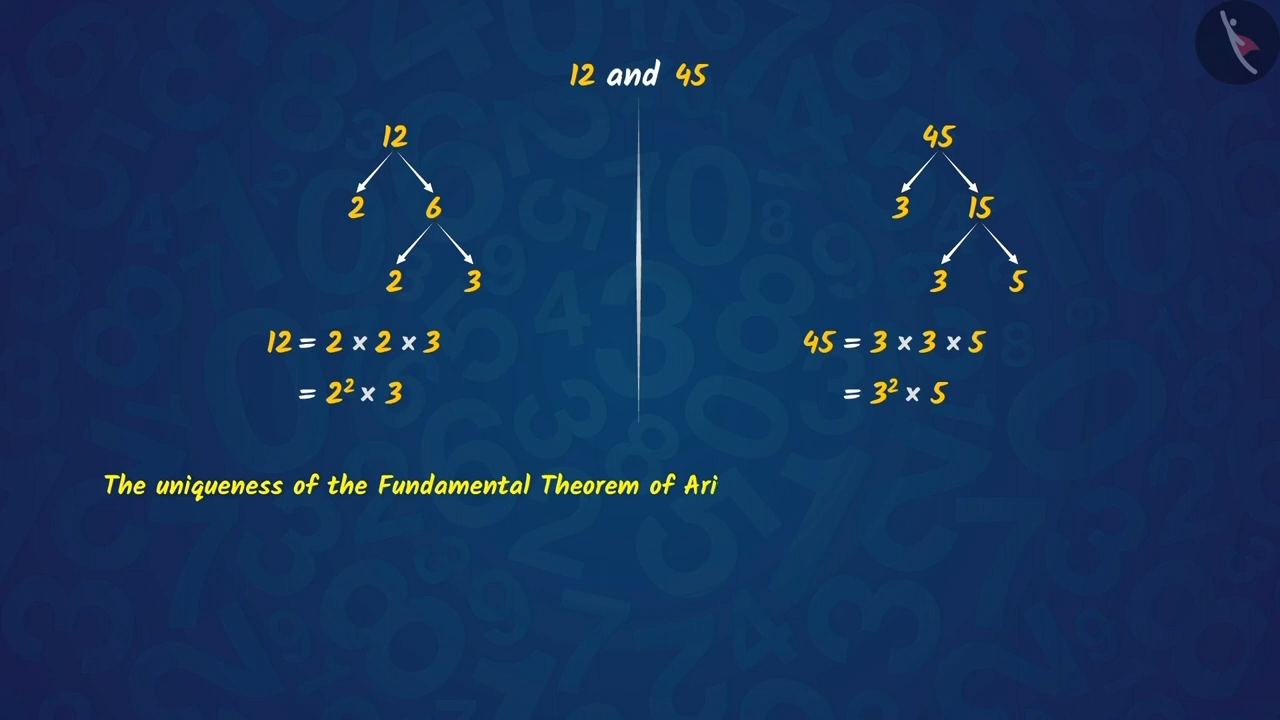 12 and 45
12
2 6
2 3
12 = 2 × 2 × 3
= 2² × 3
45
3 15
3 5
45 = 3 × 3 × 5
= 3² × 5
The uniqueness of the Fundamental Theorem of Ari